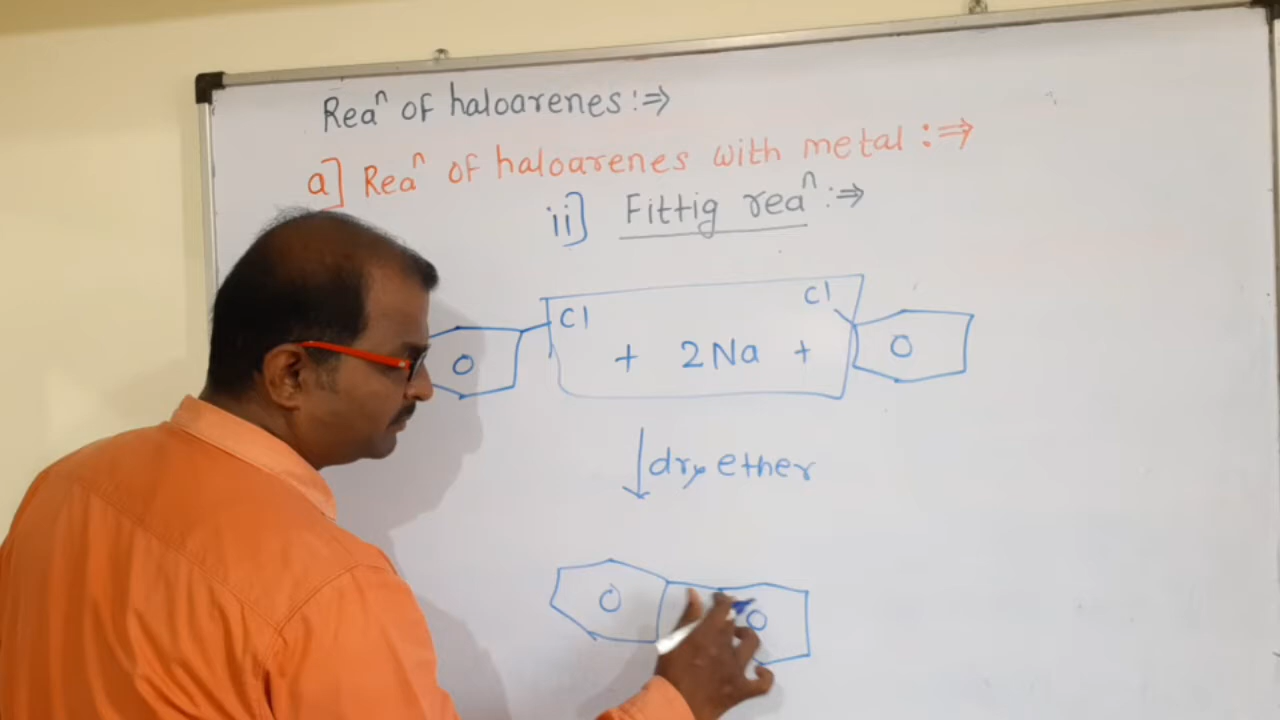 Reaⁿ of haloarenes :⇒
a] Reaⁿ of haloarenes with metal :⇒
ii] Fittig reaⁿ :⇒
Cl + 2Na + Cl
dry ether